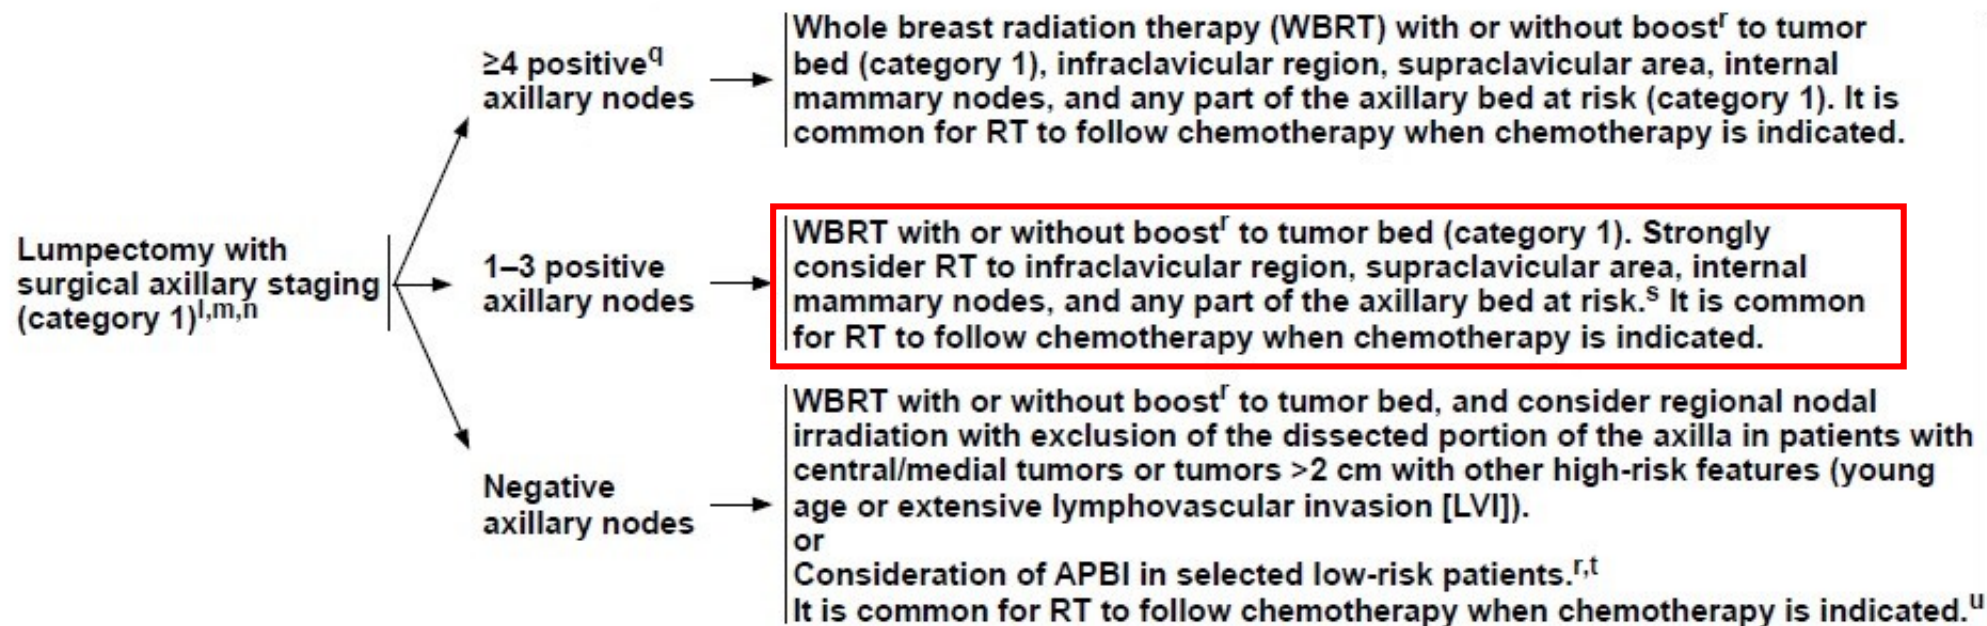 ≥4 positive^q
axillary nodes
Whole breast radiation therapy (WBRT) with or without boost^r to tumor
bed (category 1), infraclavicular region, supraclavicular area, internal
mammary nodes, and any part of the axillary bed at risk (category 1). It is
common for RT to follow chemotherapy when chemotherapy is indicated.
Lumpectomy with
surgical axillary staging
(category 1)^l,m,n
1–3 positive
axillary nodes
WBRT with or without boost^r to tumor bed (category 1). Strongly
consider RT to infraclavicular region, supraclavicular area, internal
mammary nodes, and any part of the axillary bed at risk.^s It is common
for RT to follow chemotherapy when chemotherapy is indicated.
Negative
axillary nodes
WBRT with or without boost^r to tumor bed, and consider regional nodal
irradiation with exclusion of the dissected portion of the axilla in patients with
central/medial tumors or tumors >2 cm with other high-risk features (young
age or extensive lymphovascular invasion [LVI]).
or
Consideration of APBI in selected low-risk patients.^r,t
It is common for RT to follow chemotherapy when chemotherapy is indicated.^u